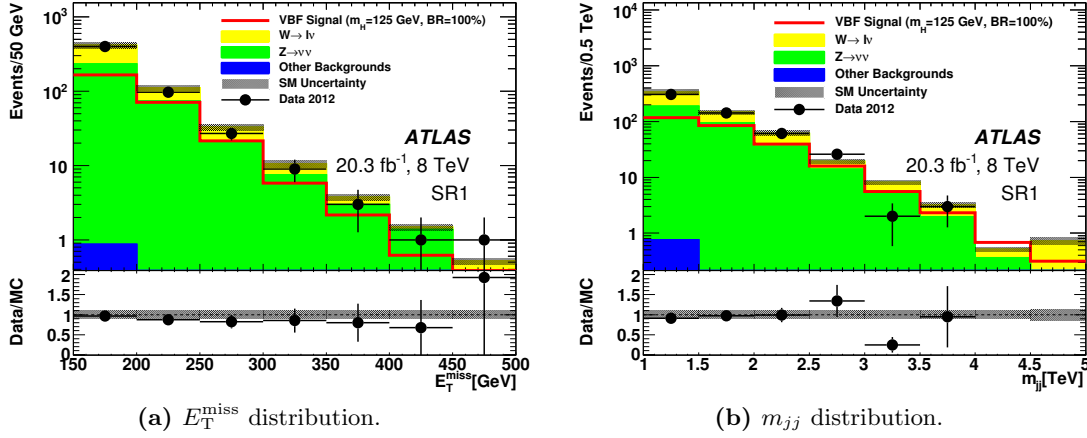 Events/50 GeV
10³
10²
10
1
VBF Signal (m_H=125 GeV, BR=100%)
W→lν
Z→νν
Other Backgrounds
SM Uncertainty
Data 2012
ATLAS
20.3 fb⁻¹, 8 TeV
SR1
Data/MC
2
1.5
1
0.5
0
150 200 250 300 350 400 450 500
E_T^miss[GeV]
(a) E_T^miss distribution.
Events/0.5 TeV
10⁴
10³
10²
10
1
VBF Signal (m_H=125 GeV, BR=100%)
W→lν
Z→νν
Other Backgrounds
SM Uncertainty
Data 2012
ATLAS
20.3 fb⁻¹, 8 TeV
SR1
Data/MC
2
1.5
1
0.5
0
1 1.5 2 2.5 3 3.5 4 4.5 5
m_jj[TeV]
(b) m_jj distribution.